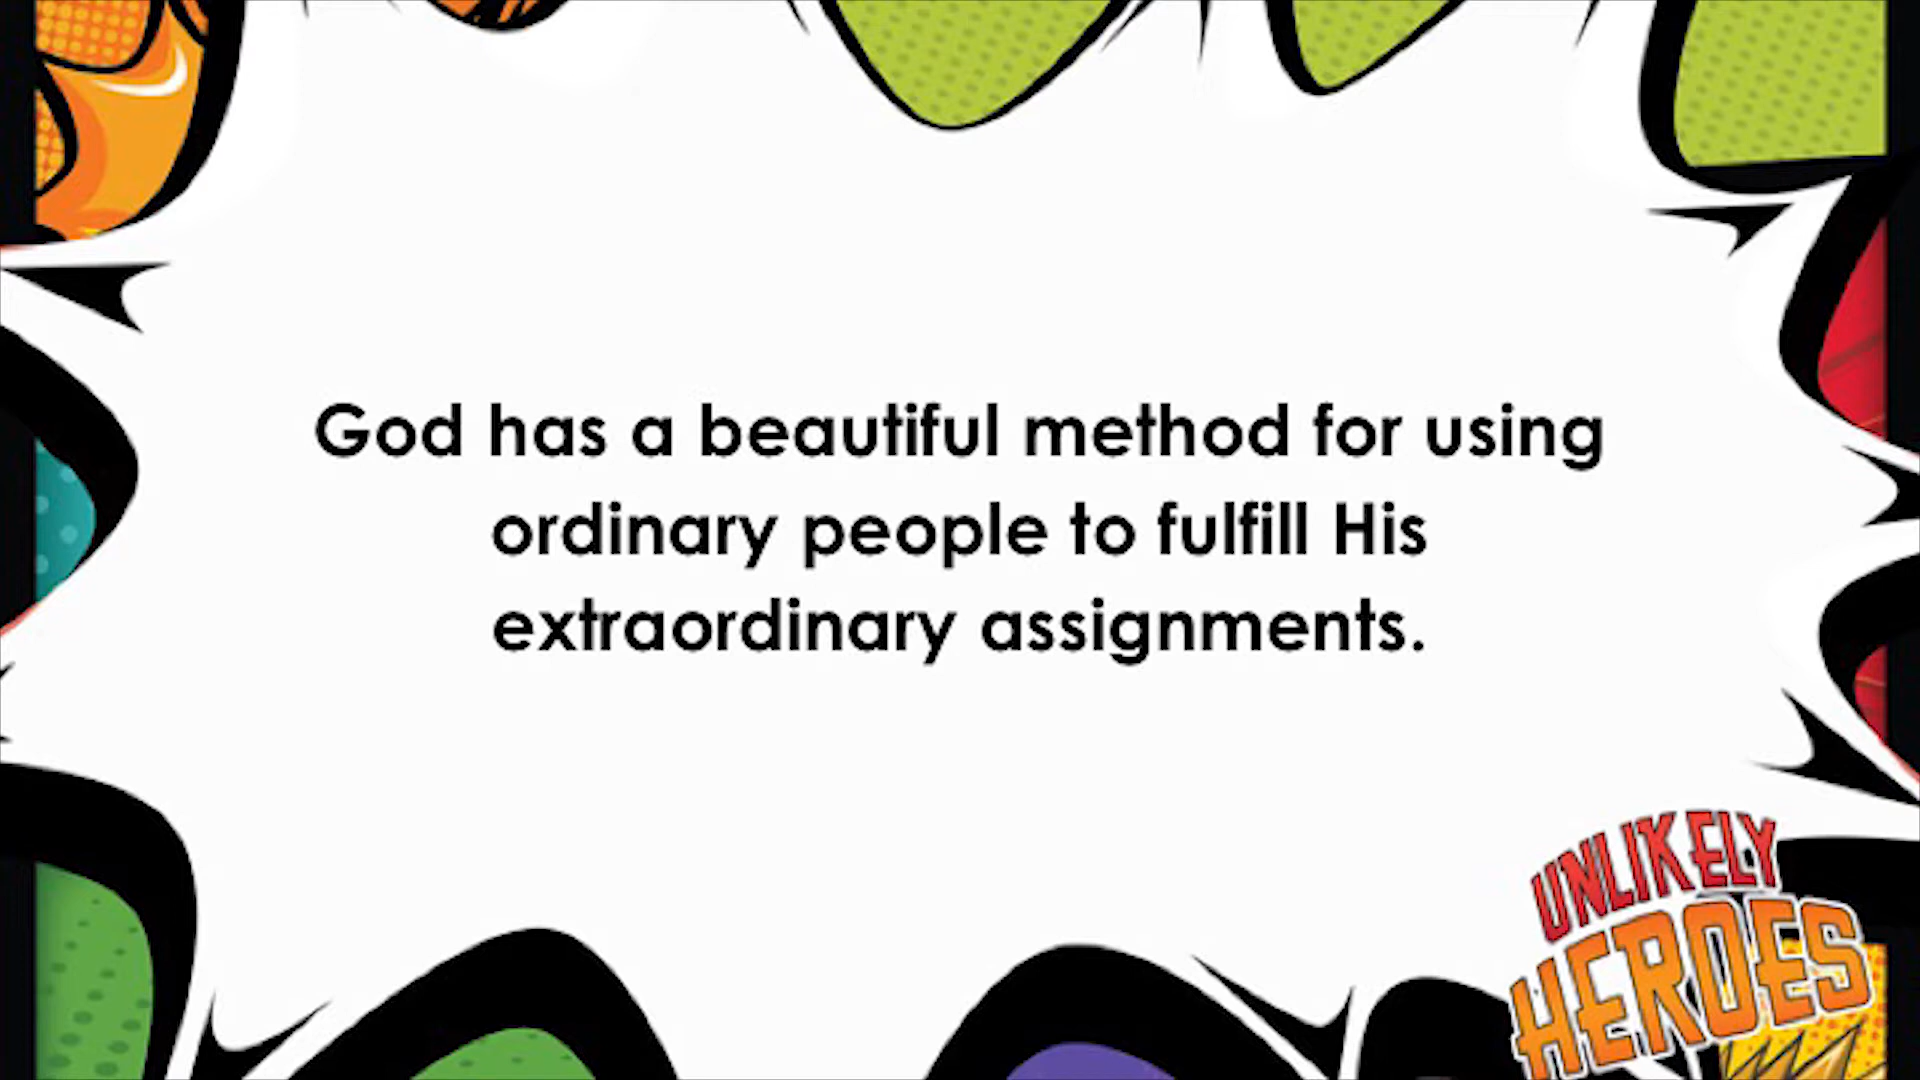 God has a beautiful method for using
ordinary people to fulfill His
extraordinary assignments.
UNLIKELY
HEROES